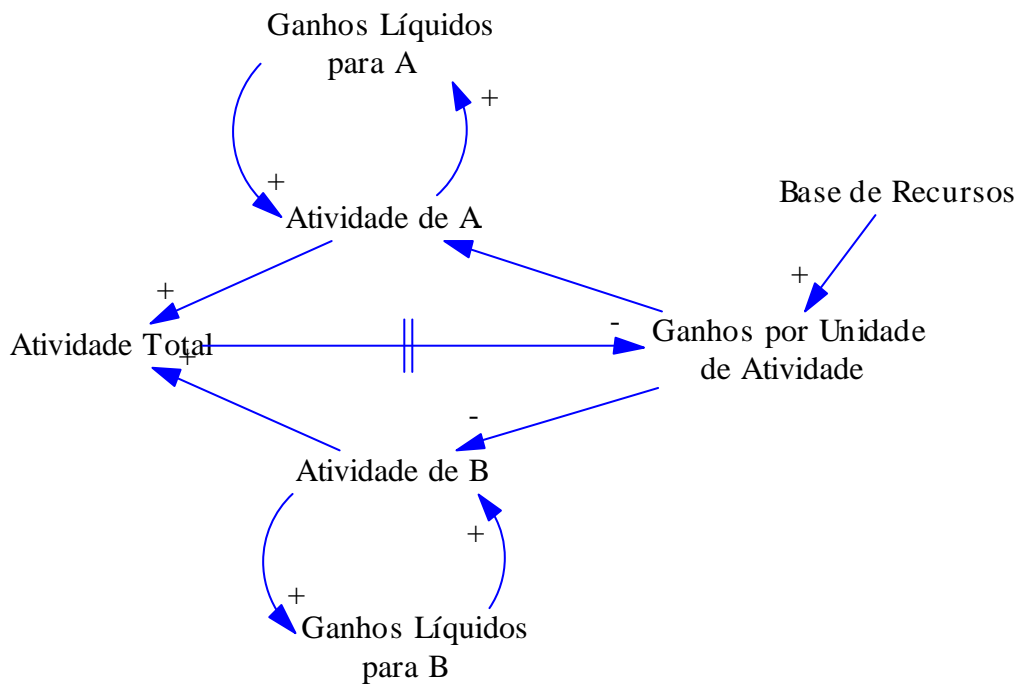 Ganhos Líquidos
para A
+
+
Atividade de A
Base de Recursos
+
+
Atividade Total
+
-
Ganhos por Unidade
de Atividade
-
Atividade de B
+
+
Ganhos Líquidos
para B